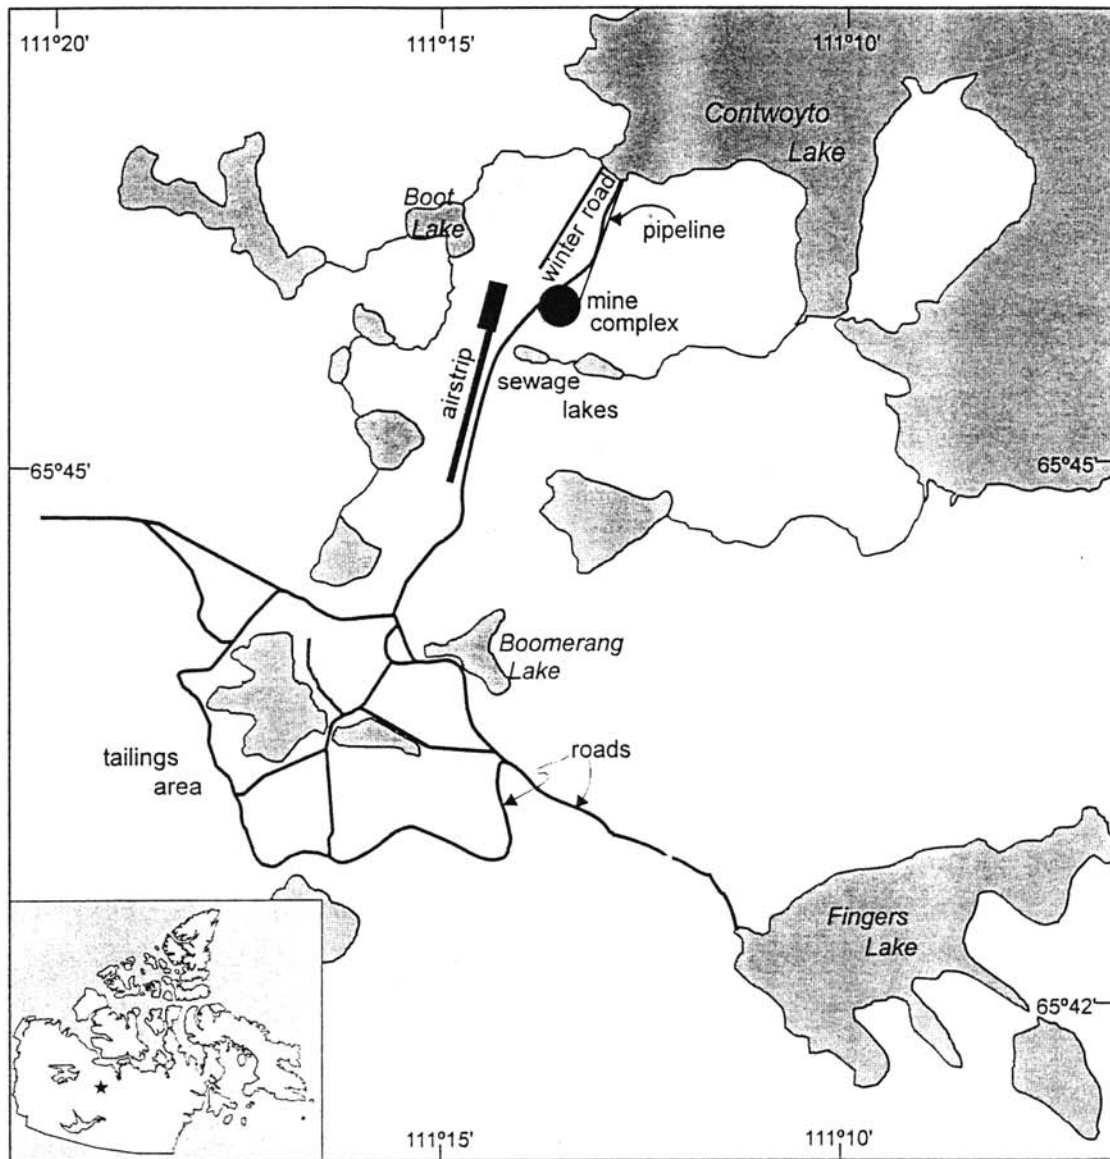 111°20'
111°15'
111°10'
Contwoyto
Lake
Boot
Lake
winter road
pipeline
mine
complex
airstrip
sewage
lakes
65°45'
65°45'
Boomerang
Lake
tailings
area
roads
Fingers
Lake
65°42'
111°15'
111°10'